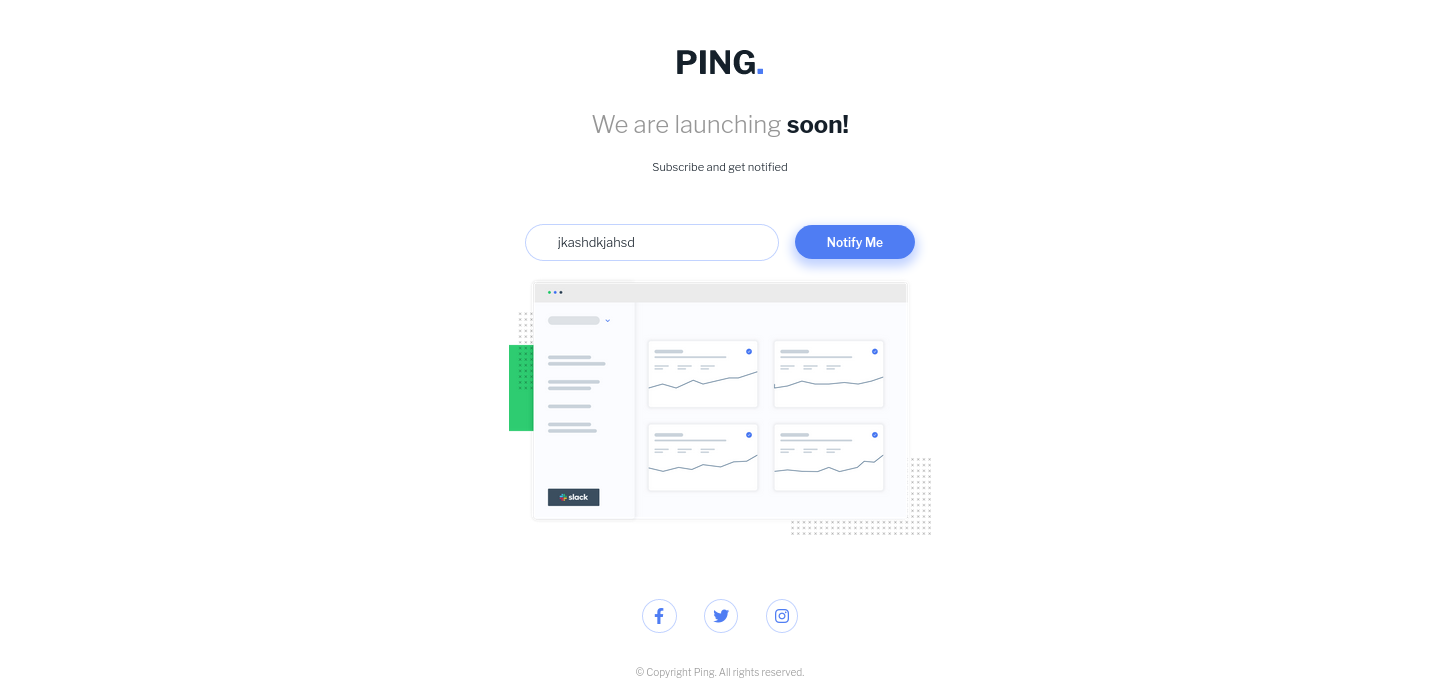 PING.
We are launching soon!
Subscribe and get notified
jkashdkjahsd
Notify Me
slack
© Copyright Ping. All rights reserved.